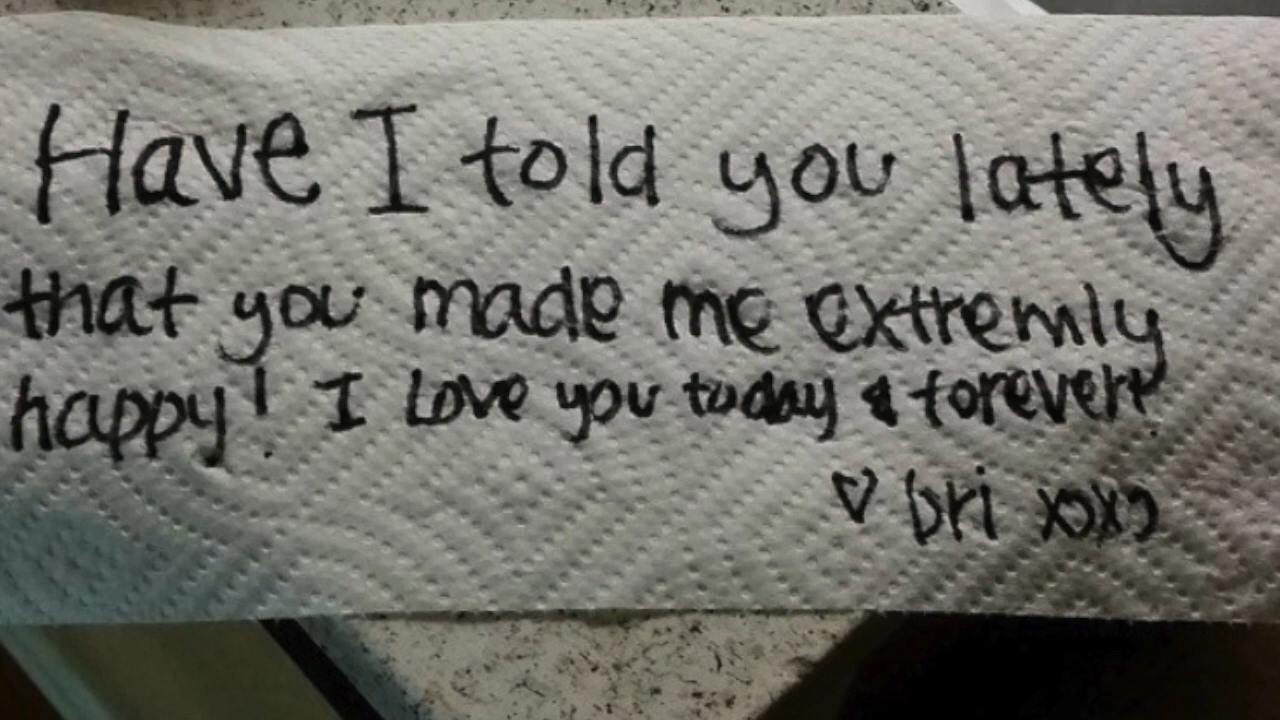 Have I told you lately
that you made me extremly
happy! I Love you today & forever!
♡ bri xoxo